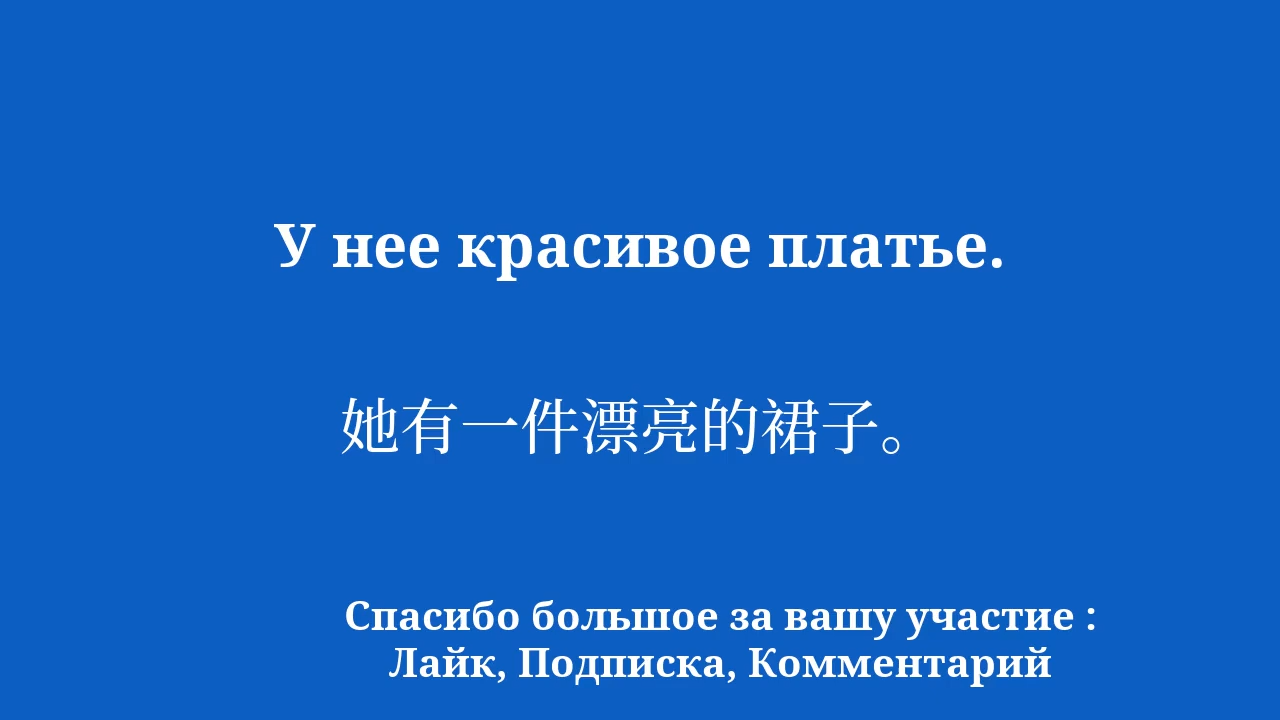 У нее красивое платье.
她有一件漂亮的裙子。
Спасибо большое за вашу участие :
Лайк, Подписка, Комментарий